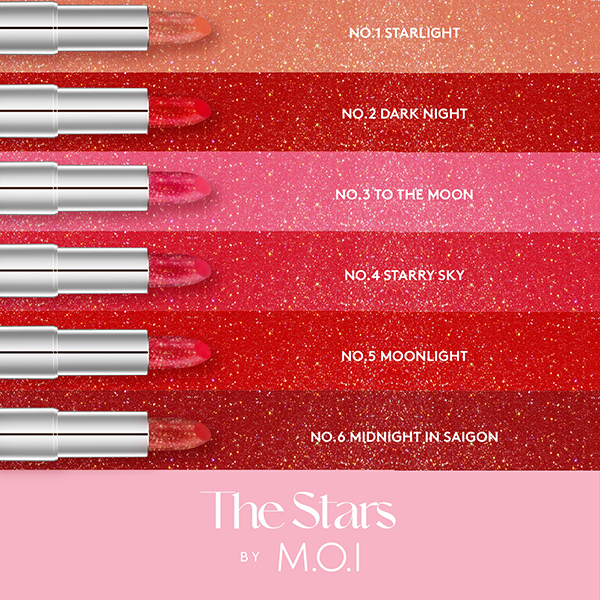 NO.1 STARLIGHT
NO.2 DARK NIGHT
NO.3 TO THE MOON
NO.4 STARRY SKY
NO.5 MOONLIGHT
NO.6 MIDNIGHT IN SAIGON
The Stars
BY M.O.I